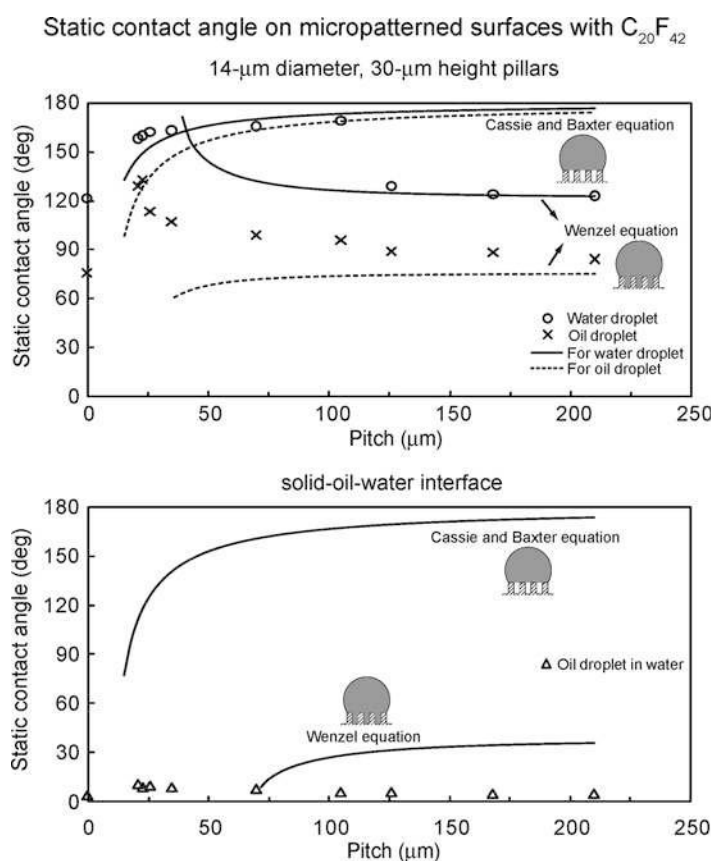 Static contact angle on micropatterned surfaces with C₂₀F₄₂
14-μm diameter, 30-μm height pillars
Static contact angle (deg)
180
150
120
90
60
30
0
Cassie and Baxter equation
Wenzel equation
Water droplet
Oil droplet
For water droplet
For oil droplet
0 50 100 150 200 250
Pitch (μm)
solid-oil-water interface
Static contact angle (deg)
180
150
120
90
60
30
0
Cassie and Baxter equation
Oil droplet in water
Wenzel equation
0 50 100 150 200 250
Pitch (μm)